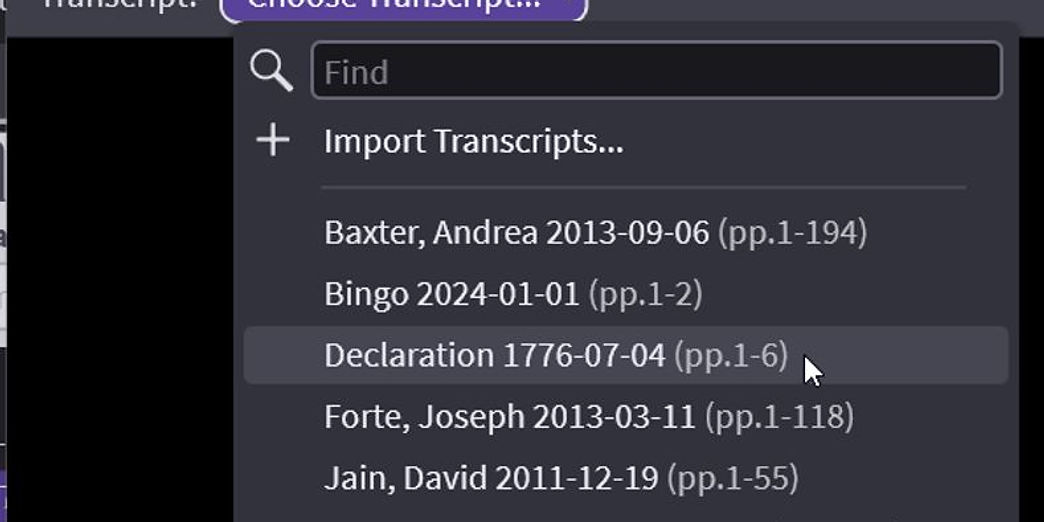 Transcript: Choose Transcript...
Find
Import Transcripts...
Baxter, Andrea 2013-09-06 (pp.1-194)
Bingo 2024-01-01 (pp.1-2)
Declaration 1776-07-04 (pp.1-6)
Forte, Joseph 2013-03-11 (pp.1-118)
Jain, David 2011-12-19 (pp.1-55)